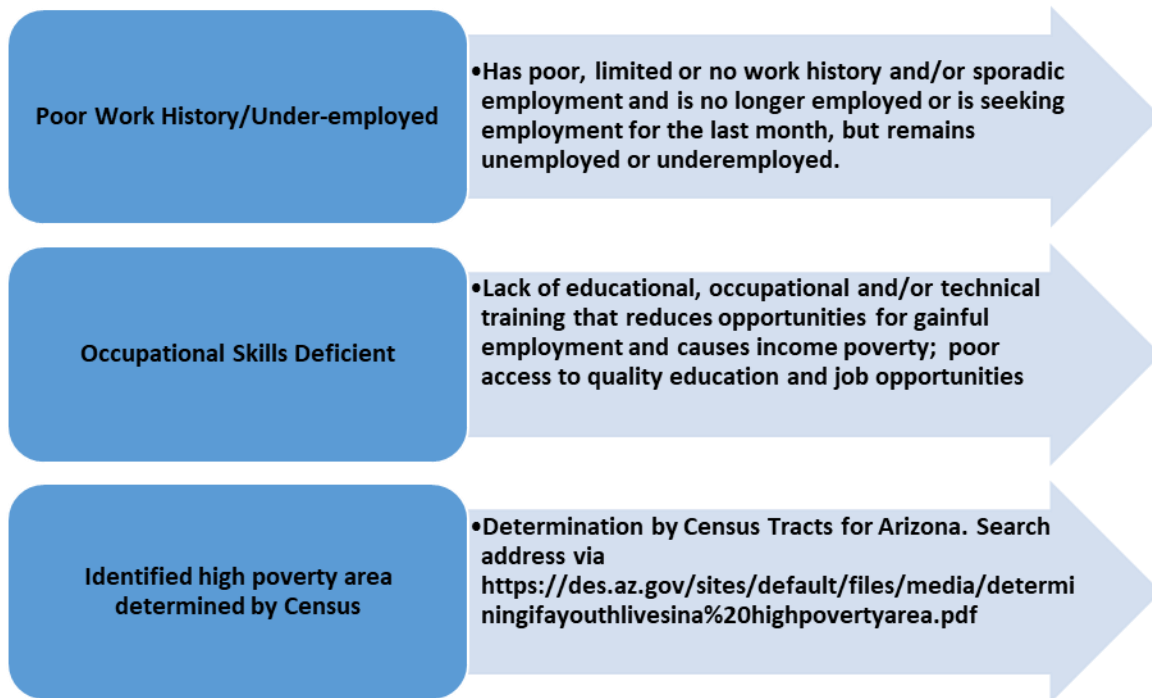 Poor Work History/Under-employed
•Has poor, limited or no work history and/or sporadic
employment and is no longer employed or is seeking
employment for the last month, but remains
unemployed or underemployed.
Occupational Skills Deficient
•Lack of educational, occupational and/or technical
training that reduces opportunities for gainful
employment and causes income poverty;  poor
access to quality education and job opportunities
Identified high poverty area
determined by Census
•Determination by Census Tracts for Arizona. Search
address via
https://des.az.gov/sites/default/files/media/determi
ningifayouthlivesina%20highpovertyarea.pdf